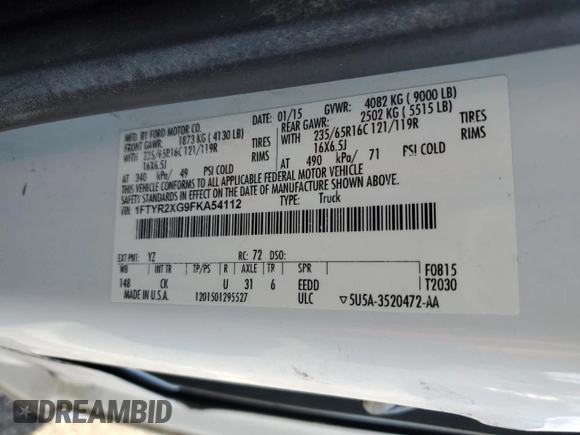 MFD. BY FORD MOTOR CO.
DATE: 01/15 GVWR: 4082 KG ( 9000 LB)
FRONT GAWR: 1873 KG ( 4130 LB) REAR GAWR: 2502 KG ( 5515 LB)
WITH 235/65R16C 121/119R TIRES WITH 235/65R16C 121/119R TIRES
16X6.5J RIMS 16X6.5J RIMS
AT 340 kPa/ 49 PSI COLD AT 490 kPa/ 71 PSI COLD
THIS VEHICLE CONFORMS TO ALL APPLICABLE FEDERAL MOTOR VEHICLE
SAFETY STANDARDS IN EFFECT ON THE DATE OF MANUFACTURE SHOWN ABOVE.
VIN: 1FTYR2XG9FKA54112 TYPE: Truck
EXT PNT: YZ RC: 72 DSO:
WB INT TR TP/PS R AXLE TR SPR F0815
148 CK U 31 6 EEDD T2030
MADE IN U.S.A. 1201501295527 ULC ▽5U5A-3520472-AA
DREAMBID